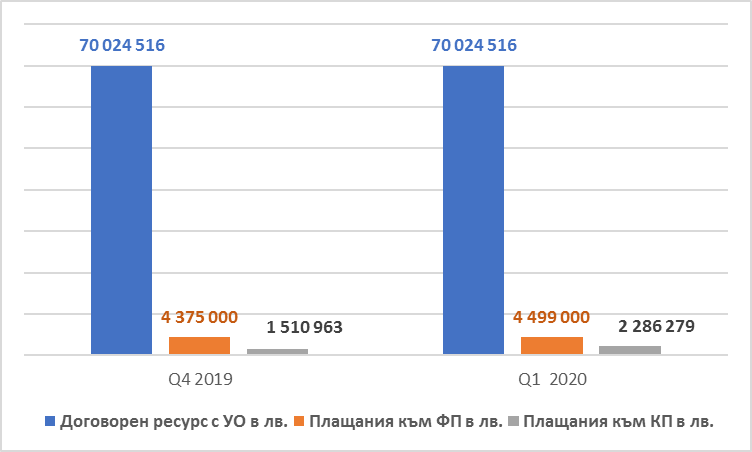 70 024 516 70 024 516
4 375 000 1 510 963 4 499 000 2 286 279
Q4 2019 Q1 2020
Договорен ресурс с УО в лв. Плащания към ФП в лв. Плащания към КП в лв.